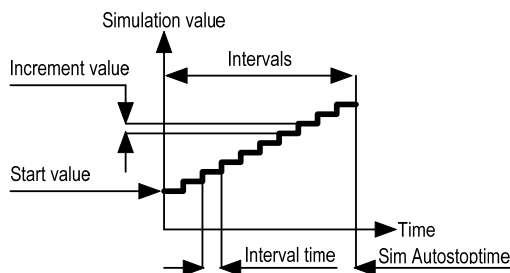 Simulation value
Increment value
Intervals
Start value
Time
Interval time
Sim Autostoptime